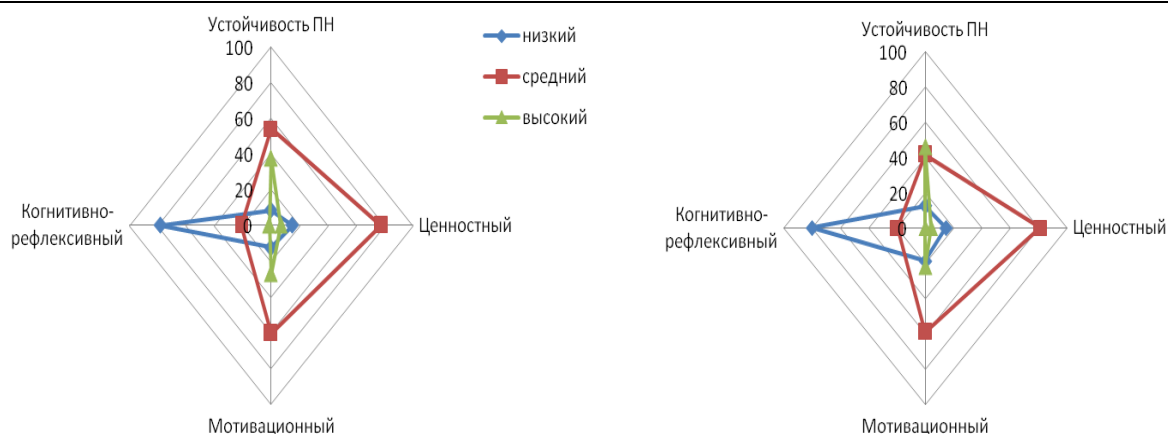 Устойчивость ПН
100
80
60
40
20
0
Когнитивно-
рефлексивный
Ценностный
Мотивационный
низкий
средний
высокий
Устойчивость ПН
100
80
60
40
20
0
Когнитивно-
рефлексивный
Ценностный
Мотивационный